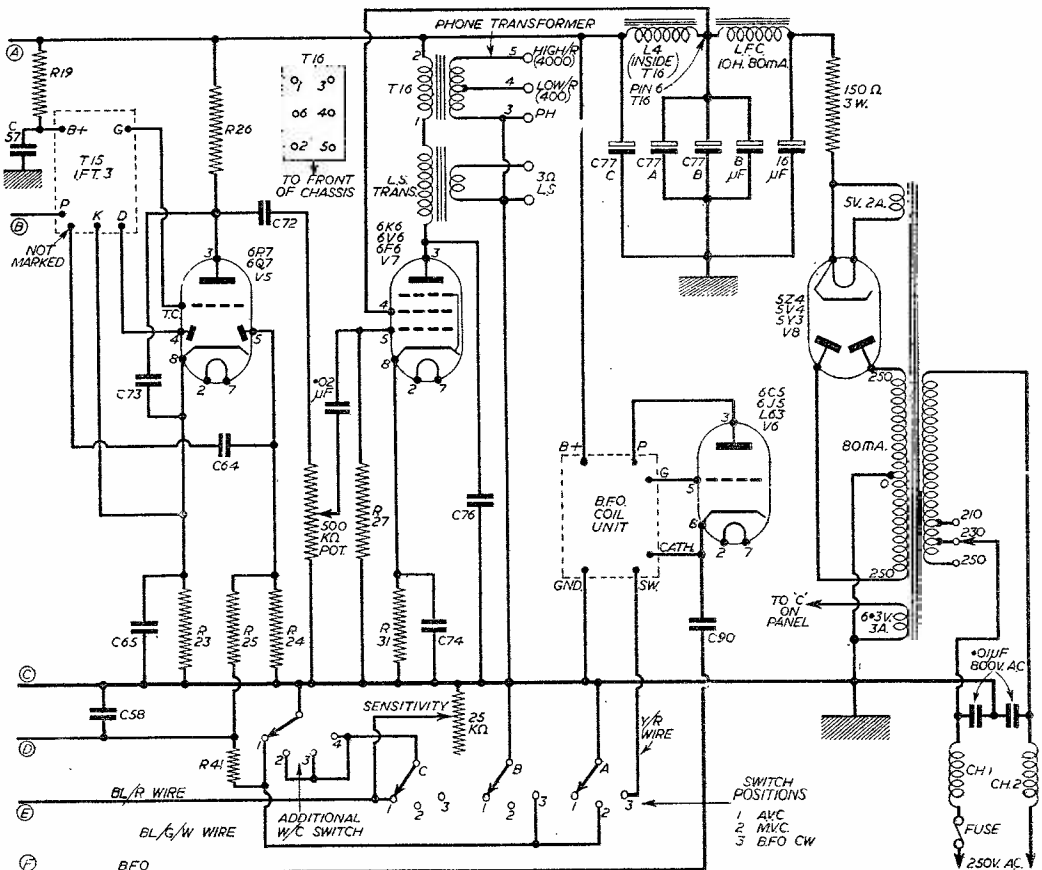 PHONE TRANSFORMER
A
R19
T16
1 3
6 4
2 5
TO FRONT
OF CHASSIS
R26
2
T16
1
5
HIGH/R
(4000)
4
LOW/R
(400)
3
PH
L.S.
TRANS.
3Ω
L.S.
L4
(INSIDE
T16)
PIN 6
T16
L.F.C.
10H. 80mA.
150 Ω
3 W.
C77
C
C77
A
C77
B
B
µF
16
µF
5V. 2A.
C
57
B+
G
T15
I.F.T. 3
P
K
D
B
NOT
MARKED
C72
3
6R7
6Q7
V5
T.C.
4
5
8
2
7
C73
C64
6K6
6V6
6F6
V7
3
4
5
8
2
7
•02
µF
500
KΩ
POT.
R
27
C76
5Z4
5V4
5Y3
V8
250
80mA.
0
250
210
230
250
6•3V.
3A.
TO 'C'
ON
PANEL
6C5
6J5
L63
V6
3
5
8
2
7
B+
P
G
B.F.O.
COIL
UNIT
CATH.
GND.
SW.
C90
C65
R
23
R
25
R
24
R
31
C74
•01µF
800V. AC
C
C58
SENSITIVITY
25
KΩ
Y/R
WIRE
D
R41
1
2
3
4
C
1
2
3
B
1
2
3
A
1
2
3
ADDITIONAL
W/C SWITCH
E
BL/R WIRE
BL/G/W WIRE
SWITCH
POSITIONS
1 A.V.C
2 M.V.C.
3 B.F.O CW
CH 1
CH.2
FUSE
250V. AC.
F
B.F.O